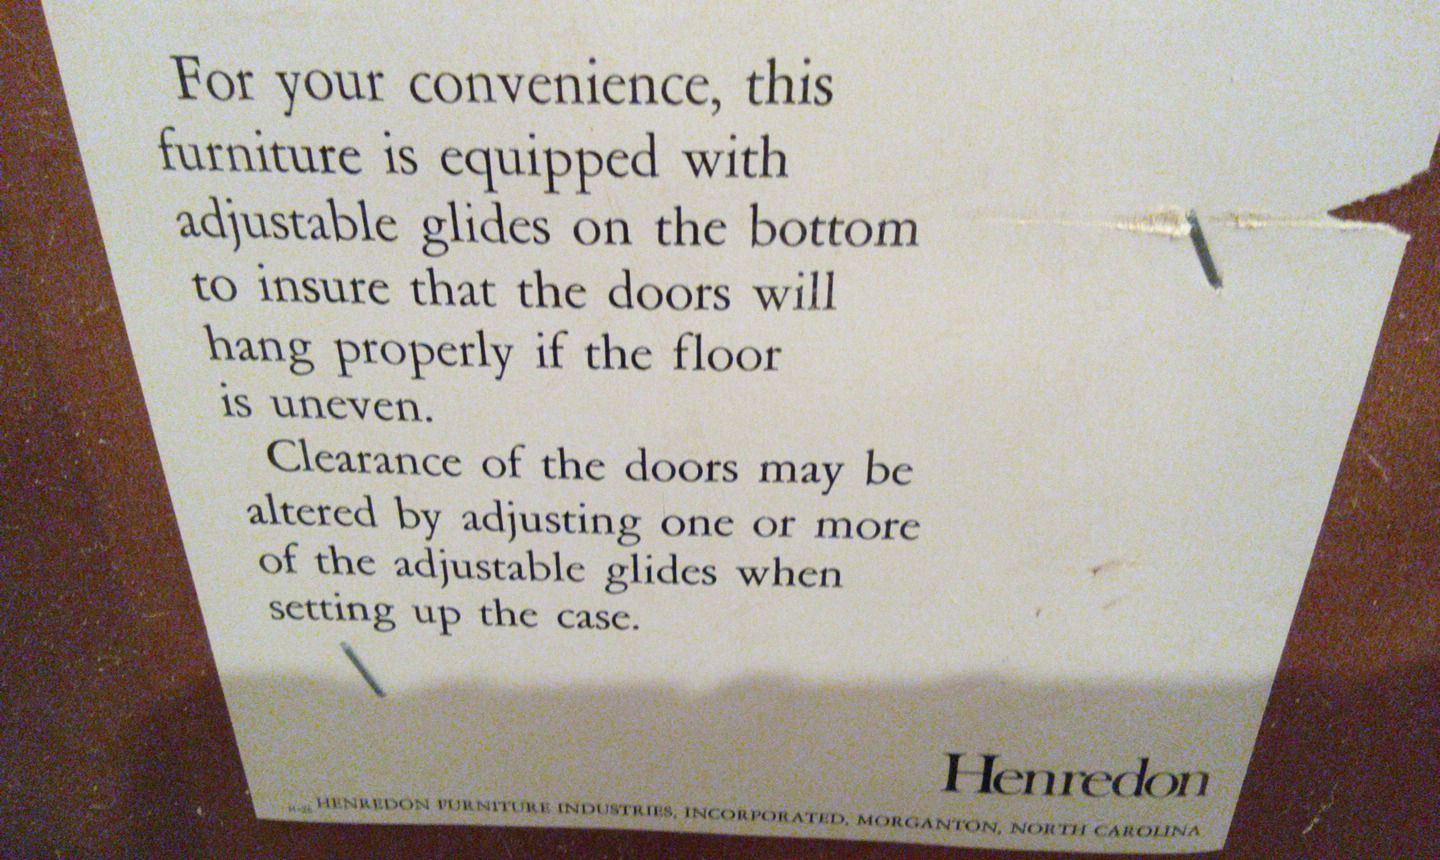 For your convenience, this
furniture is equipped with
adjustable glides on the bottom
to insure that the doors will
hang properly if the floor
is uneven.
Clearance of the doors may be
altered by adjusting one or more
of the adjustable glides when
setting up the case.
Henredon
HENREDON FURNITURE INDUSTRIES, INCORPORATED, MORGANTON, NORTH CAROLINA